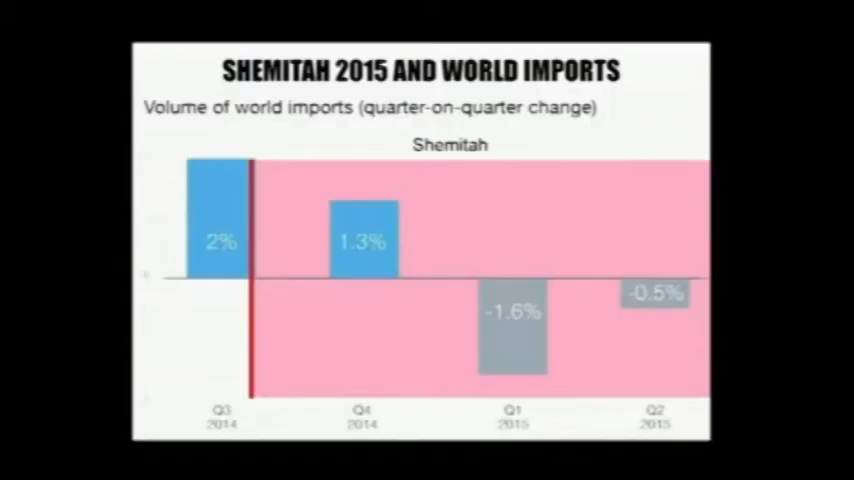 SHEMITAH 2015 AND WORLD IMPORTS
Volume of world imports (quarter-on-quarter change)
Shemitah
2%
1.3%
-1.6%
-0.5%
Q3 Q4 Q1 Q2
2014 2014 2015 2015